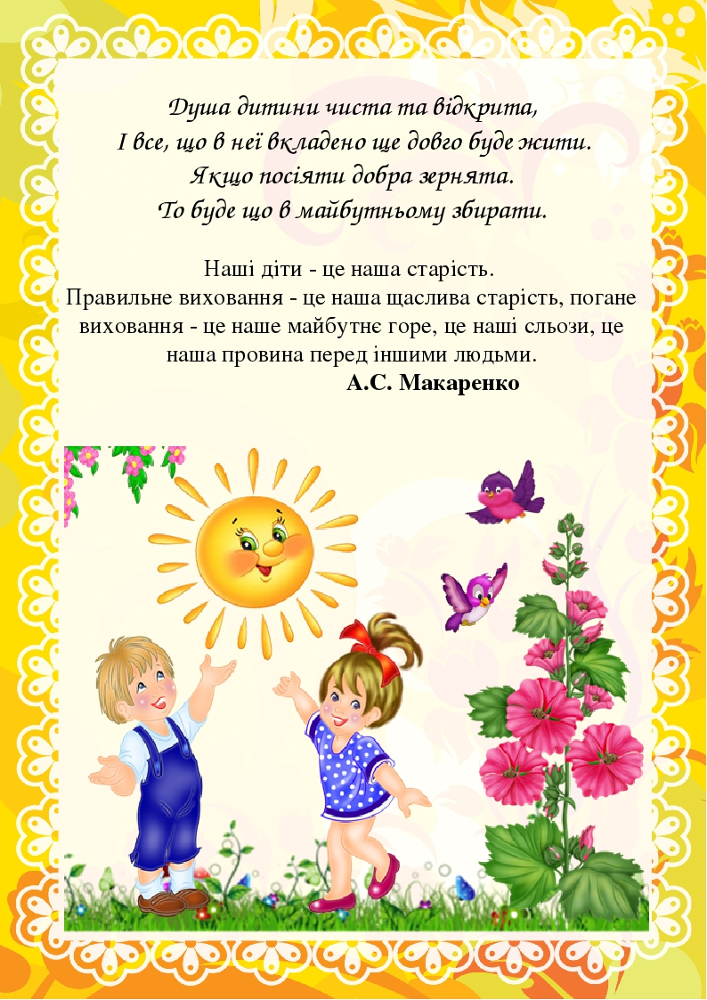 Душа дитини чиста та відкрита,
І все, що в неї вкладено ще довго буде жити.
Якщо посіяти добра зернята.
То буде що в майбутньому збирати.
Наші діти - це наша старість.
Правильне виховання - це наша щаслива старість, погане
виховання - це наше майбутнє горе, це наші сльози, це
наша провина перед іншими людьми.
А.С. Макаренко